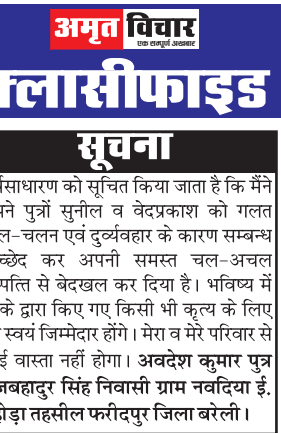 अमृत विचार
एक सम्पूर्ण अखबार
क्लासीफाइड
सूचना
र्वसाधारण को सूचित किया जाता है कि मैंने
पने पुत्रों सुनील व वेदप्रकाश को गलत
ल-चलन एवं दुर्व्यवहार के कारण सम्बन्ध
च्छेद कर अपनी समस्त चल-अचल
पत्ति से बेदखल कर दिया है। भविष्य में
के द्वारा किए गए किसी भी कृत्य के लिए
स्वयं जिम्मेदार होंगे। मेरा व मेरे परिवार से
ई वास्ता नहीं होगा। अवदेश कुमार पुत्र
जबहादुर सिंह निवासी ग्राम नवदिया ई.
होड़ा तहसील फरीदपुर जिला बरेली।